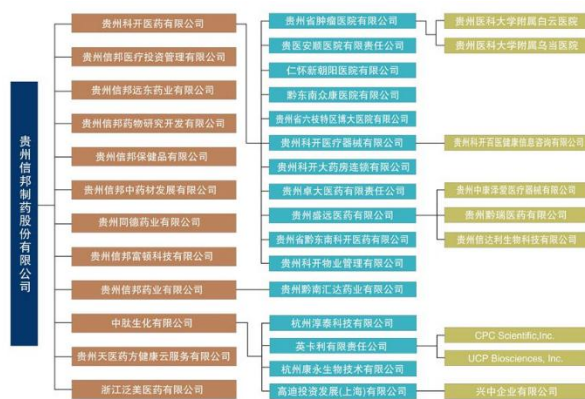 贵州信邦制药股份有限公司
贵州科开医药有限公司
贵州信邦医疗投资管理有限公司
贵州信邦远东药业有限公司
贵州信邦药物研究开发有限公司
贵州信邦保健品有限公司
贵州信邦中药材发展有限公司
贵州同德药业有限公司
贵州信邦富顿科技有限公司
贵州信邦药业有限公司
中肽生化有限公司
贵州天医药方健康云服务有限公司
浙江泛美医药有限公司
贵州省肿瘤医院有限公司
贵医安顺医院有限责任公司
仁怀新朝阳医院有限公司
黔东南众康医院有限公司
贵州省六枝特区博大医院有限公司
贵州科开医疗器械有限公司
贵州科开大药房连锁有限公司
贵州卓大医药有限责任公司
贵州盛远医药有限公司
贵州省黔东南科开医药有限公司
贵州科开物业管理有限公司
贵州黔南汇达药业有限公司
杭州淳泰科技有限公司
英卡利有限责任公司
杭州康永生物技术有限公司
高迪投资发展(上海)有限公司
贵州医科大学附属白云医院
贵州医科大学附属乌当医院
贵州科开百医健康信息咨询有限公司
贵州中康泽爱医疗器械有限公司
贵州黔瑞医药有限公司
贵州信达利生物科技有限公司
CPC Scientific,Inc.
UCP Biosciences, Inc.
兴中企业有限公司